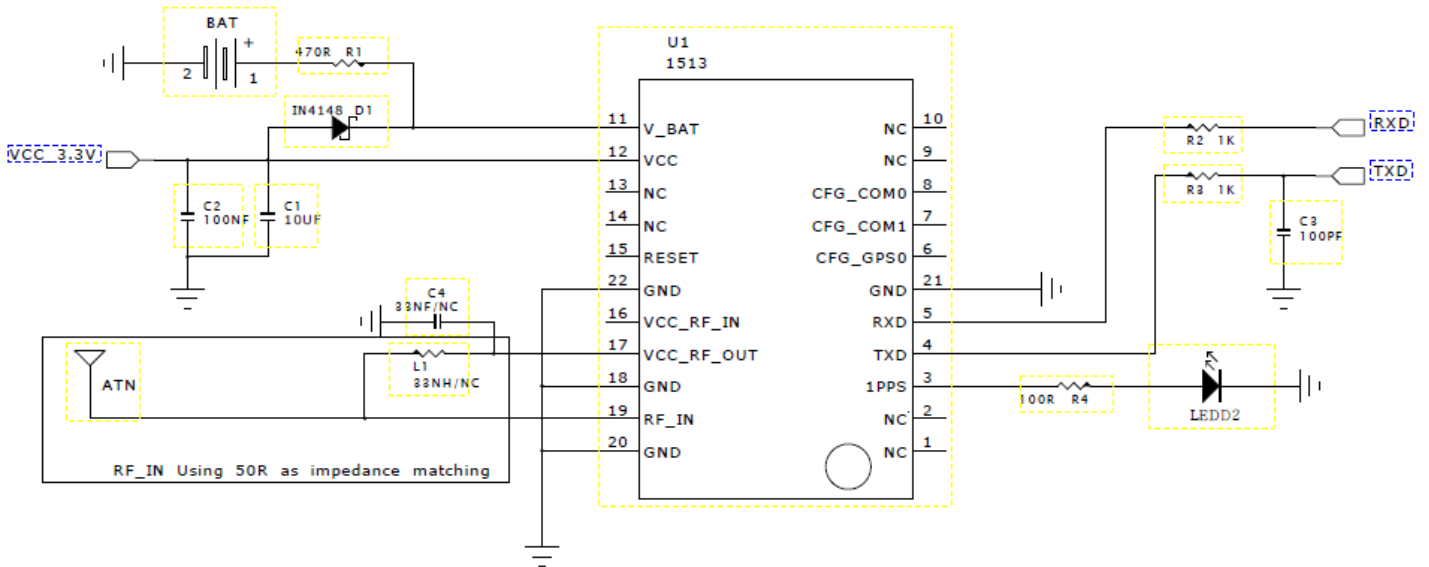 BAT
+
2
1
470R R1
IN4148 D1
VCC_3.3V
C2
100NF
C1
10UF
C4
33NF/NC
L1
33NH/NC
ATN
RF_IN Using 50R as impedance matching
U1
1513
11 V_BAT
12 VCC
13 NC
14 NC
15 RESET
22 GND
16 VCC_RF_IN
17 VCC_RF_OUT
18 GND
19 RF_IN
20 GND
NC 10
NC 9
CFG_COM0 8
CFG_COM1 7
CFG_GPS0 6
GND 21
RXD 5
TXD 4
1PPS 3
NC 2
NC 1
R2 1K
RXD
R3 1K
TXD
C3
100PF
100R R4
LEDD2